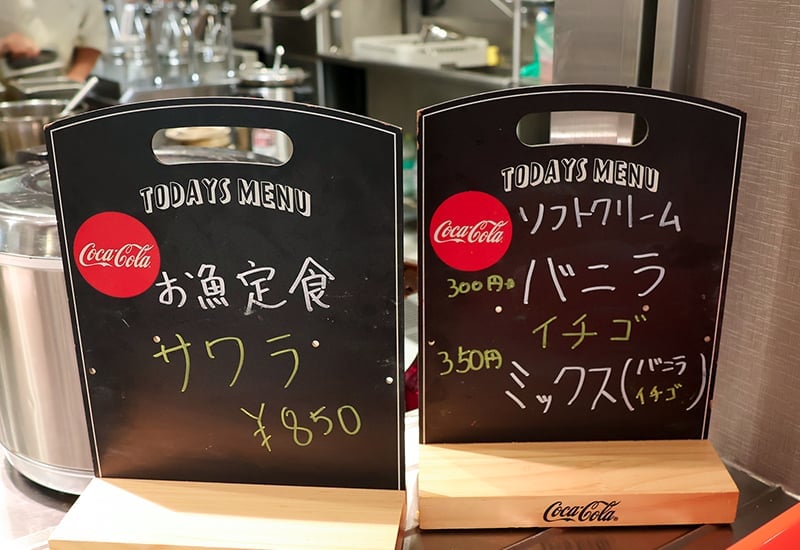 TODAYS MENU
Coca-Cola
お魚定食
サワラ
¥850
TODAYS MENU
Coca-Cola
ソフトクリーム
300円 バニラ
イチゴ
350円 ミックス(バニラ
イチゴ)
Coca-Cola